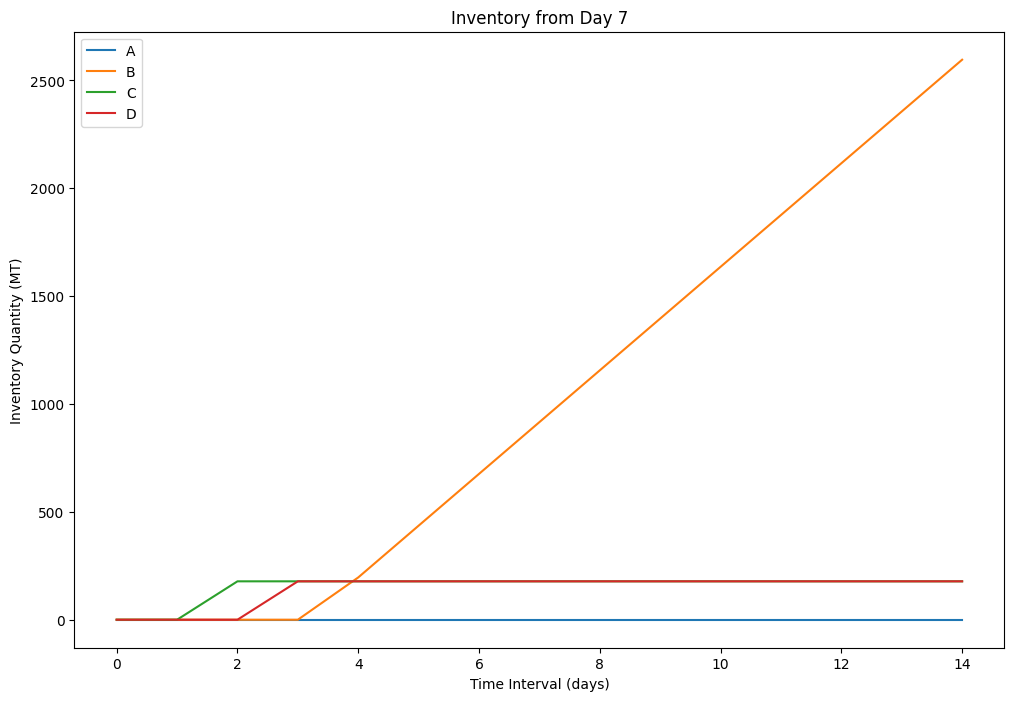 Inventory from Day 7
A
B
C
D
Inventory Quantity (MT)
2500
2000
1500
1000
500
0
0 2 4 6 8 10 12 14
Time Interval (days)